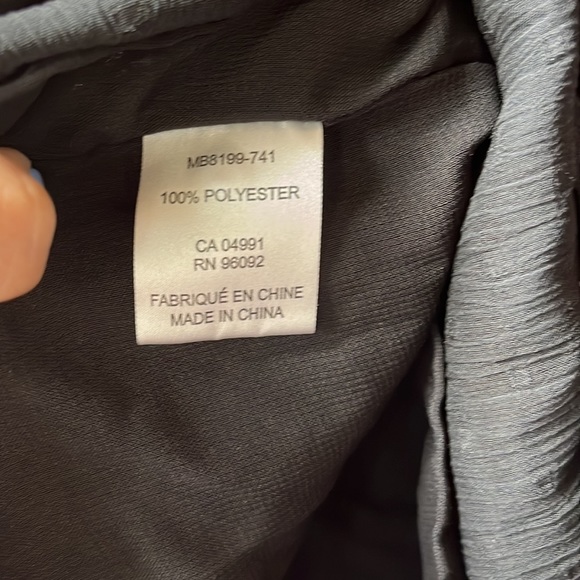 MB8199-741
100% POLYESTER
CA 04991
RN 96092
FABRIQUÉ EN CHINE
MADE IN CHINA